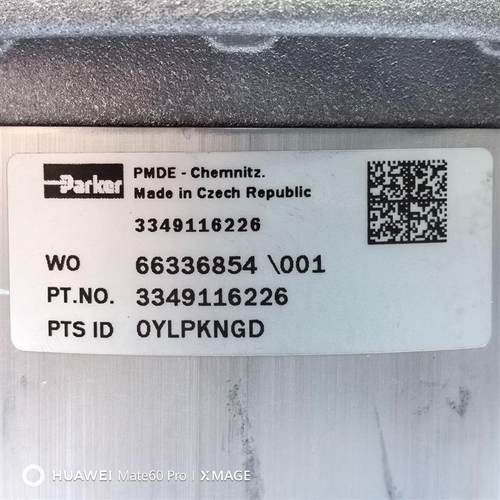 Parker
PMDE - Chemnitz.
Made in Czech Republic
3349116226
WO 66336854 \001
PT.NO. 3349116226
PTS ID 0YLPKNGD
HUAWEI Mate60 Pro | XMAGE